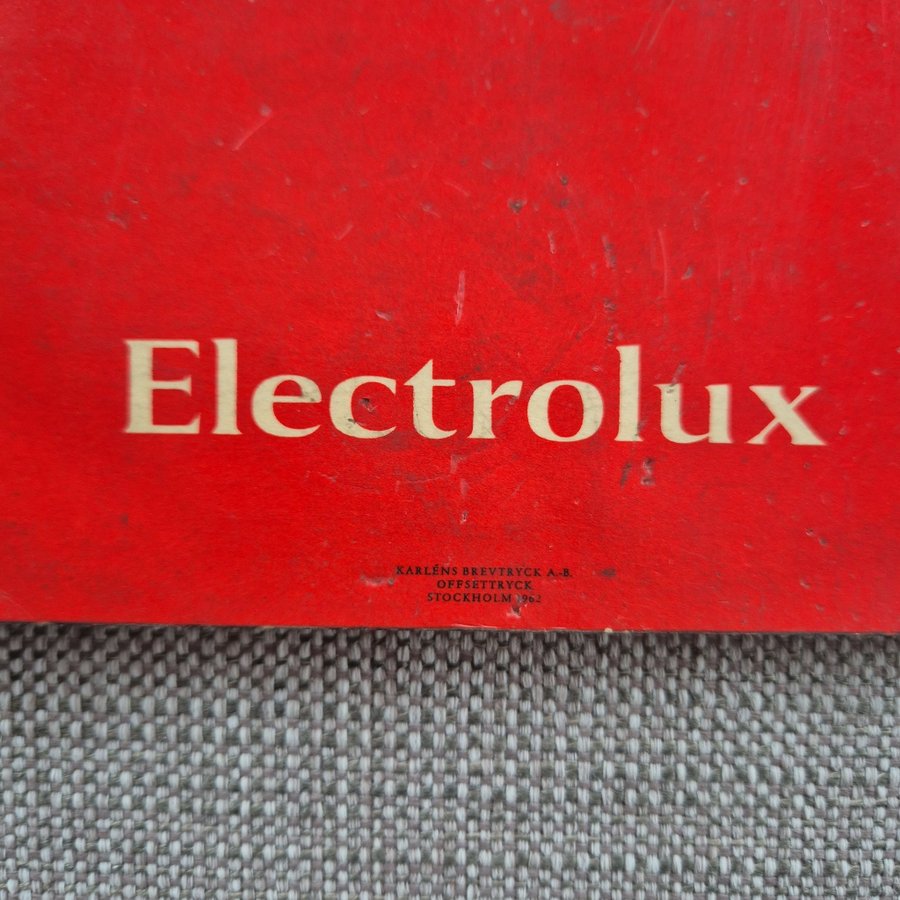 Electrolux
KARLÉNS BREVTRYCK A.-B.
OFFSETTRYCK
STOCKHOLM 1962